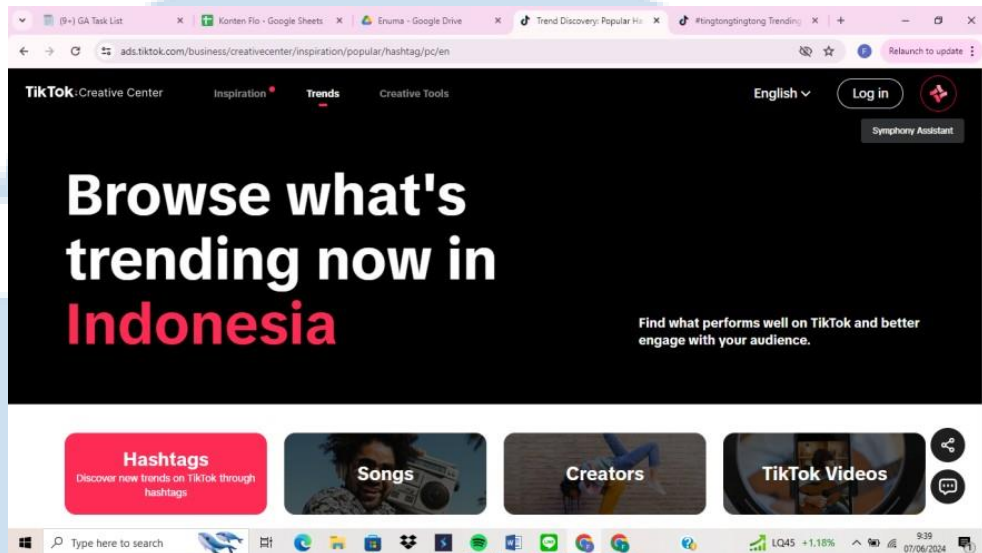 (9+) GA Task List
Konten Flo - Google Sheets
Enuma - Google Drive
Trend Discovery: Popular Ha
#tingtongtingtong Trending
ads.tiktok.com/business/creativecenter/inspiration/popular/hashtag/pc/en
F
Relaunch to update
TikTok:Creative Center
Inspiration
Trends
Creative Tools
English
Log in
Symphony Assistant
Browse what's
trending now in
Indonesia
Find what performs well on TikTok and better
engage with your audience.
Hashtags
Discover new trends on TikTok through
hashtags
Songs
Creators
TikTok Videos
Type here to search
LQ45 +1.18%
9:39
07/06/2024